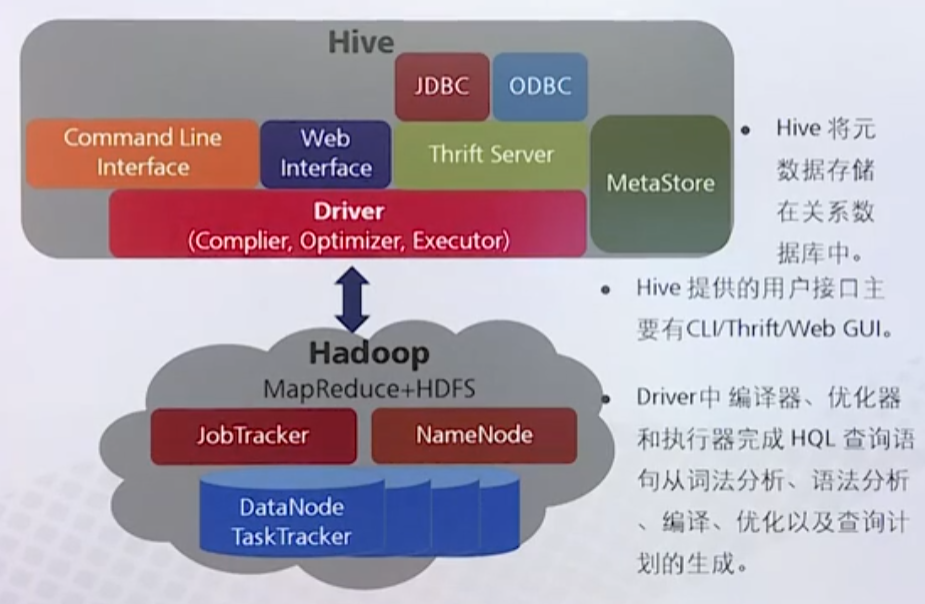 Hive
JDBC
ODBC
Command Line
Interface
Web
Interface
Thrift Server
MetaStore
Driver
(Complier, Optimizer, Executor)
Hadoop
MapReduce+HDFS
JobTracker
NameNode
DataNode
TaskTracker
• Hive 将元
数据存储
在关系数
据库中。
• Hive 提供的用户接口主
要有CLI/Thrift/Web GUI。
• Driver中 编译器、优化器
和执行器完成 HQL 查询语
句从词法分析、语法分析
、编译、优化以及查询计
划的生成。